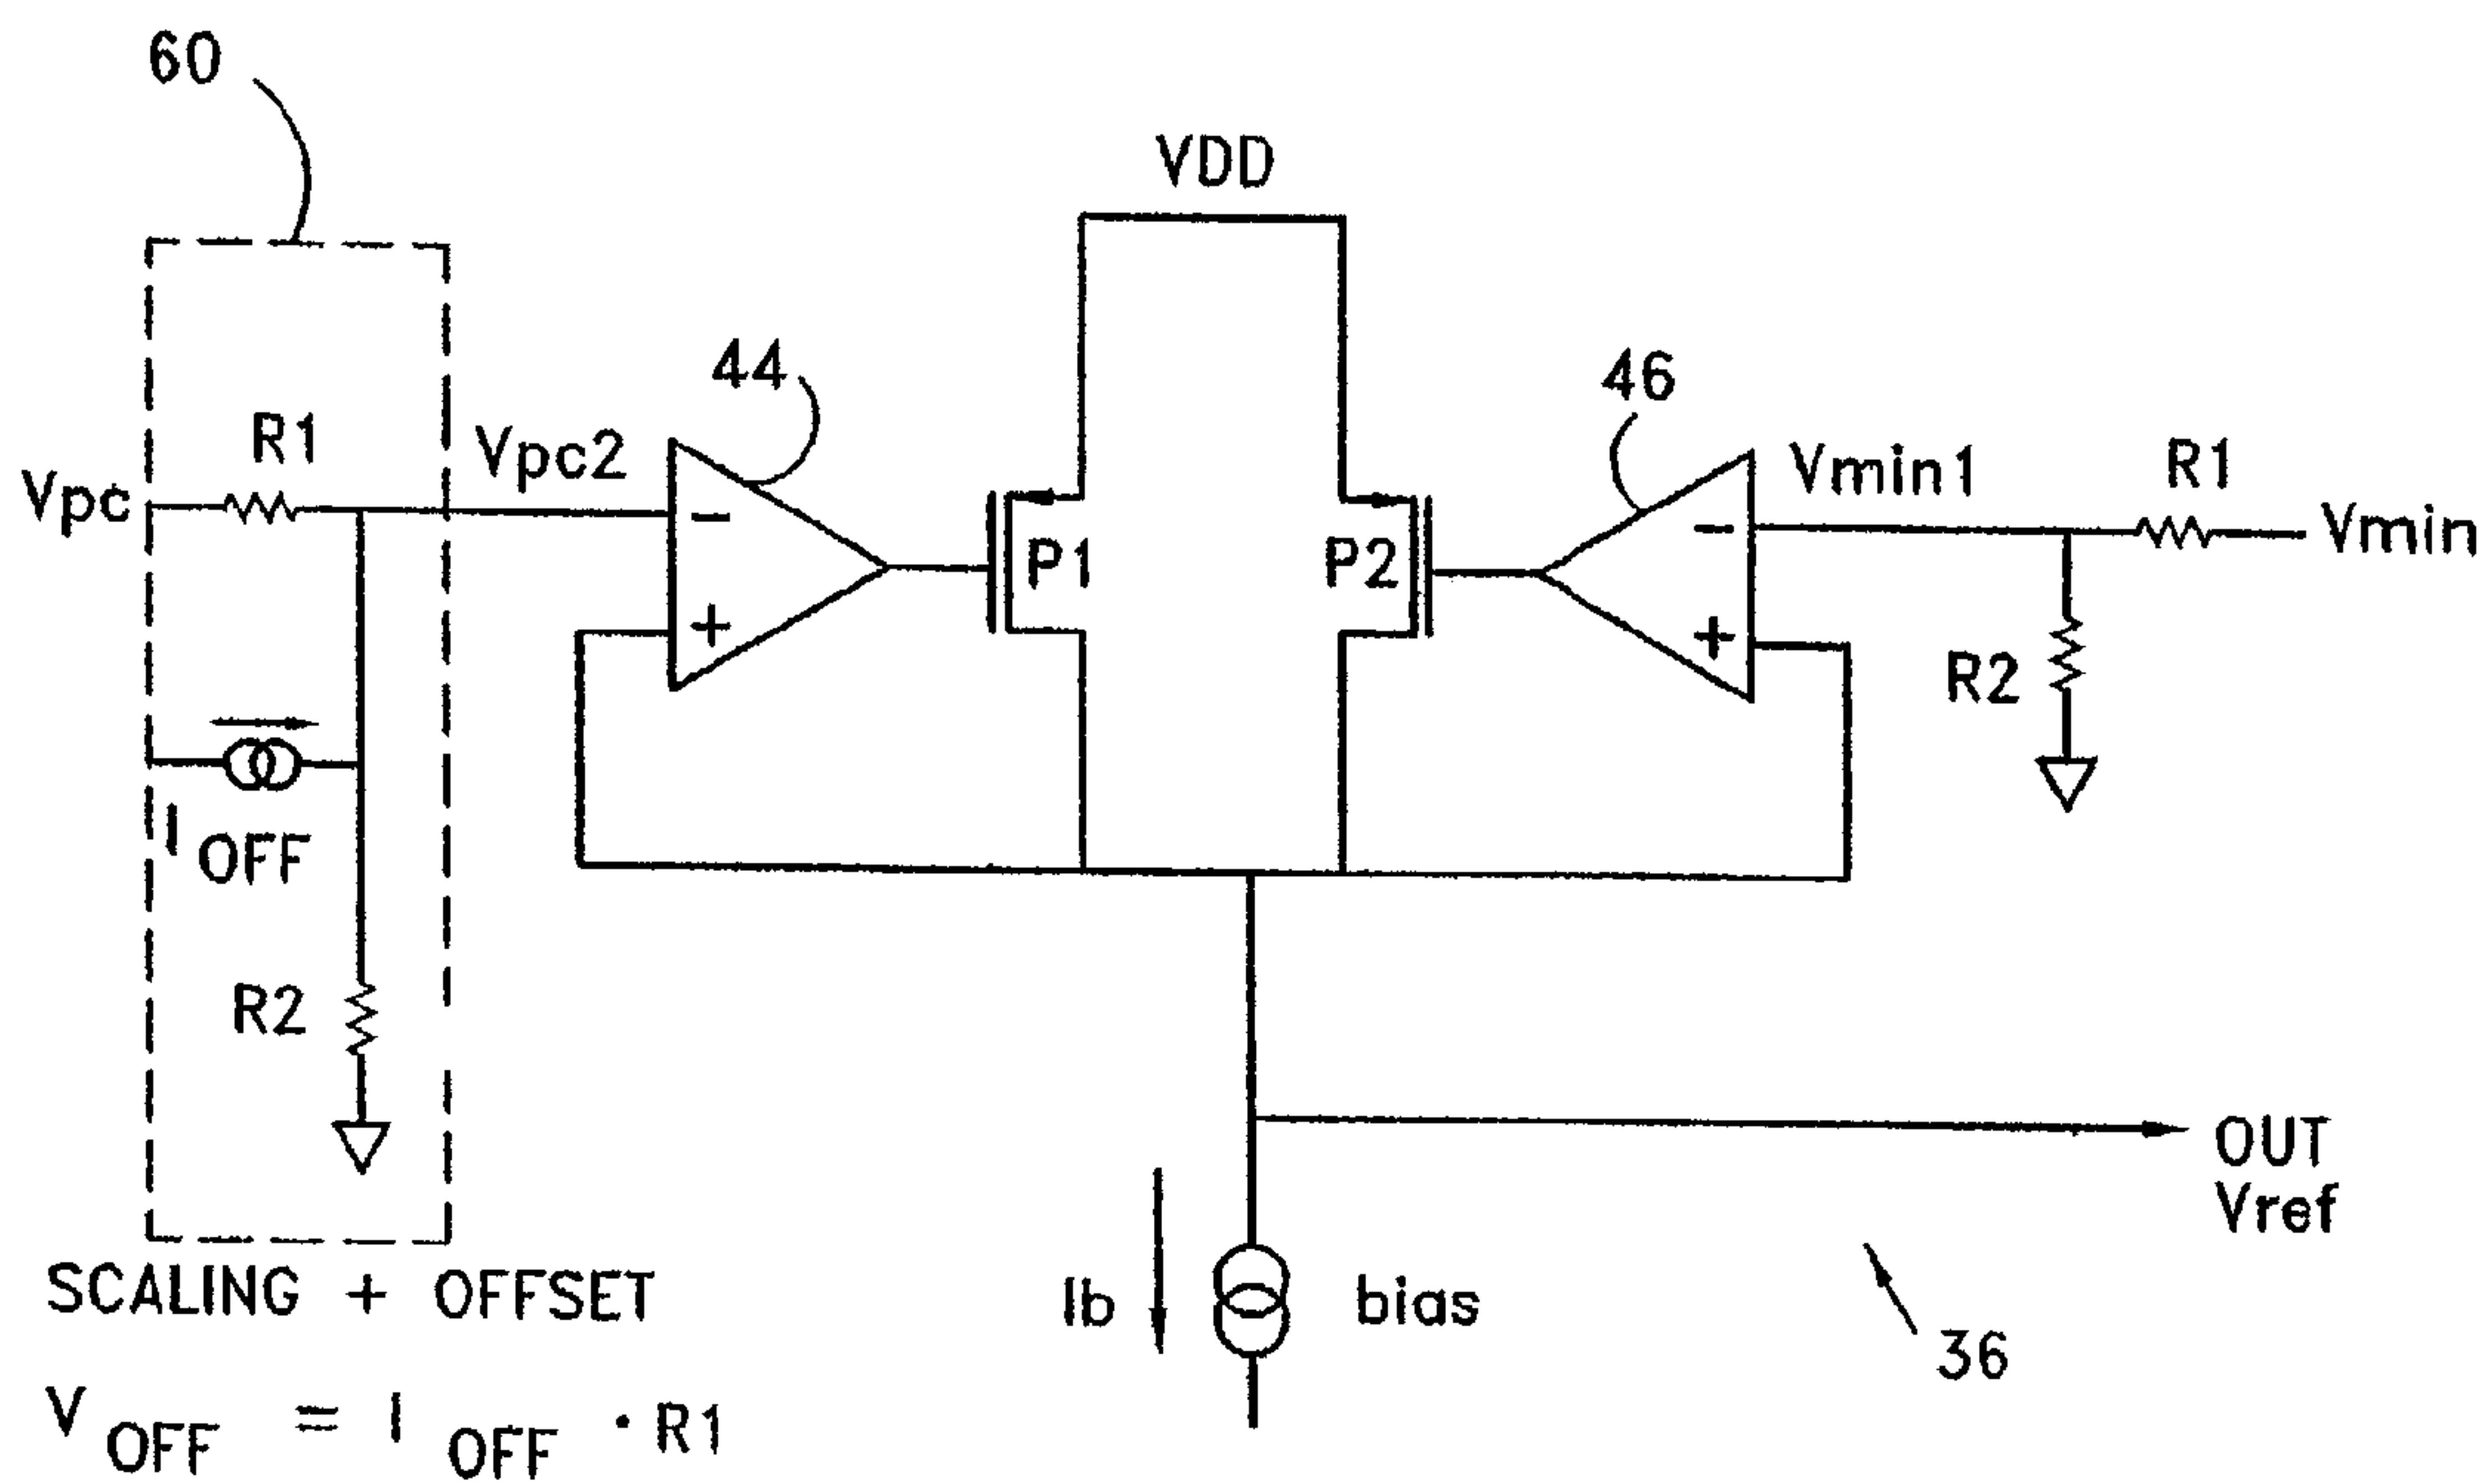 60
VDD
44
46
R1
Vpc2
Vmin1
R1
Vpc
-
-
Vmin
P1
P2
+
+
R2
I OFF
R2
OUT
Vref
SCALING + OFFSET
Ib
bias
36
V OFF = I OFF · R1